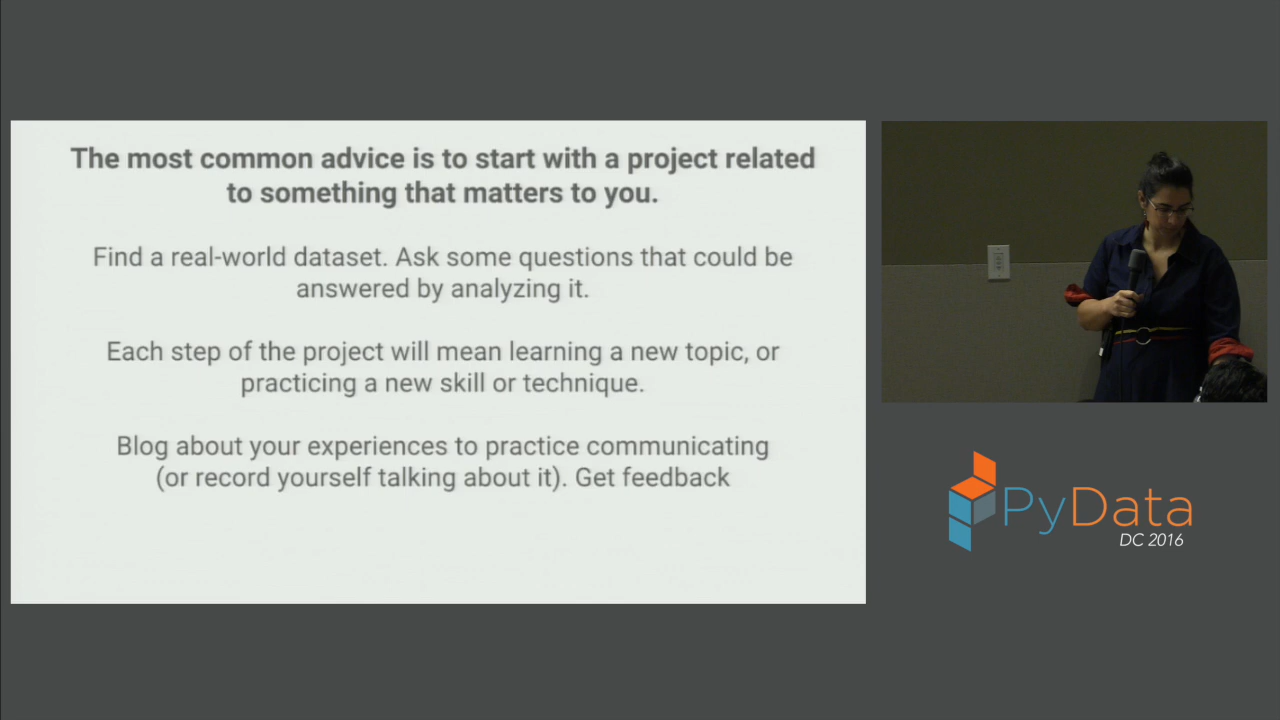 The most common advice is to start with a project related
to something that matters to you.
Find a real-world dataset. Ask some questions that could be
answered by analyzing it.
Each step of the project will mean learning a new topic, or
practicing a new skill or technique.
Blog about your experiences to practice communicating
(or record yourself talking about it). Get feedback
PyData
DC 2016